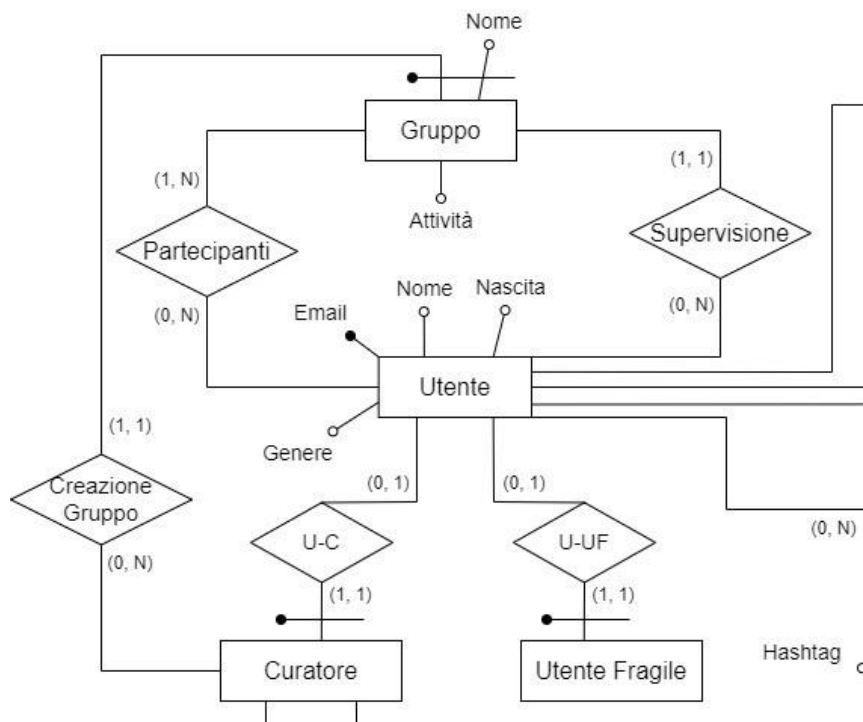 Nome
Gruppo
(1, N)
(1, 1)
Attività
Partecipanti
Supervisione
Nome
Nascita
(0, N)
(0, N)
Email
Utente
(1, 1)
Genere
Creazione
Gruppo
(0, 1)
(0, 1)
(0, N)
U-C
U-UF
(0, N)
(1, 1)
(1, 1)
Curatore
Utente Fragile
Hashtag